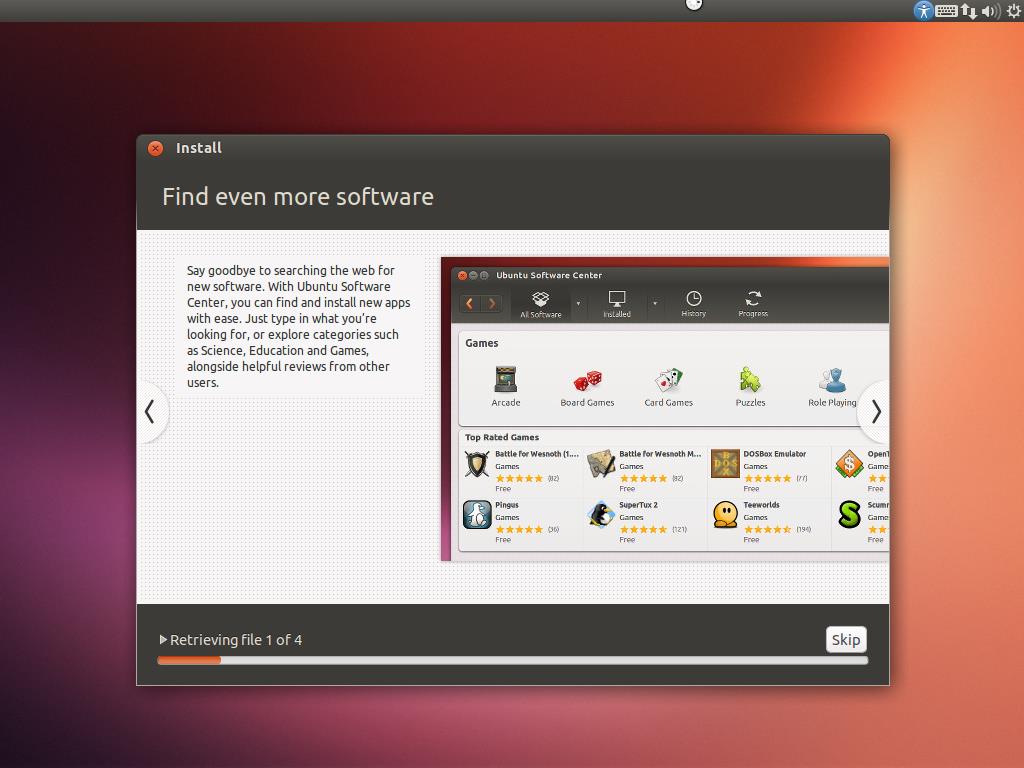 Install
Find even more software
Say goodbye to searching the web for
new software. With Ubuntu Software
Center, you can find and install new apps
with ease. Just type in what you're
looking for, or explore categories such
as Science, Education and Games,
alongside helpful reviews from other
users.
Ubuntu Software Center
All Software Installed History Progress
Games
Arcade Board Games Card Games Puzzles Role Playing
Top Rated Games
Battle for Wesnoth (1.... Battle for Wesnoth M... DOSBox Emulator OpenT
Games Games Games Games
(82) (82) (77)
Free Free Free Free
Pingus SuperTux 2 Teeworlds Scumm
Games Games Games Games
(36) (121) (194)
Free Free Free Free
Retrieving file 1 of 4
Skip